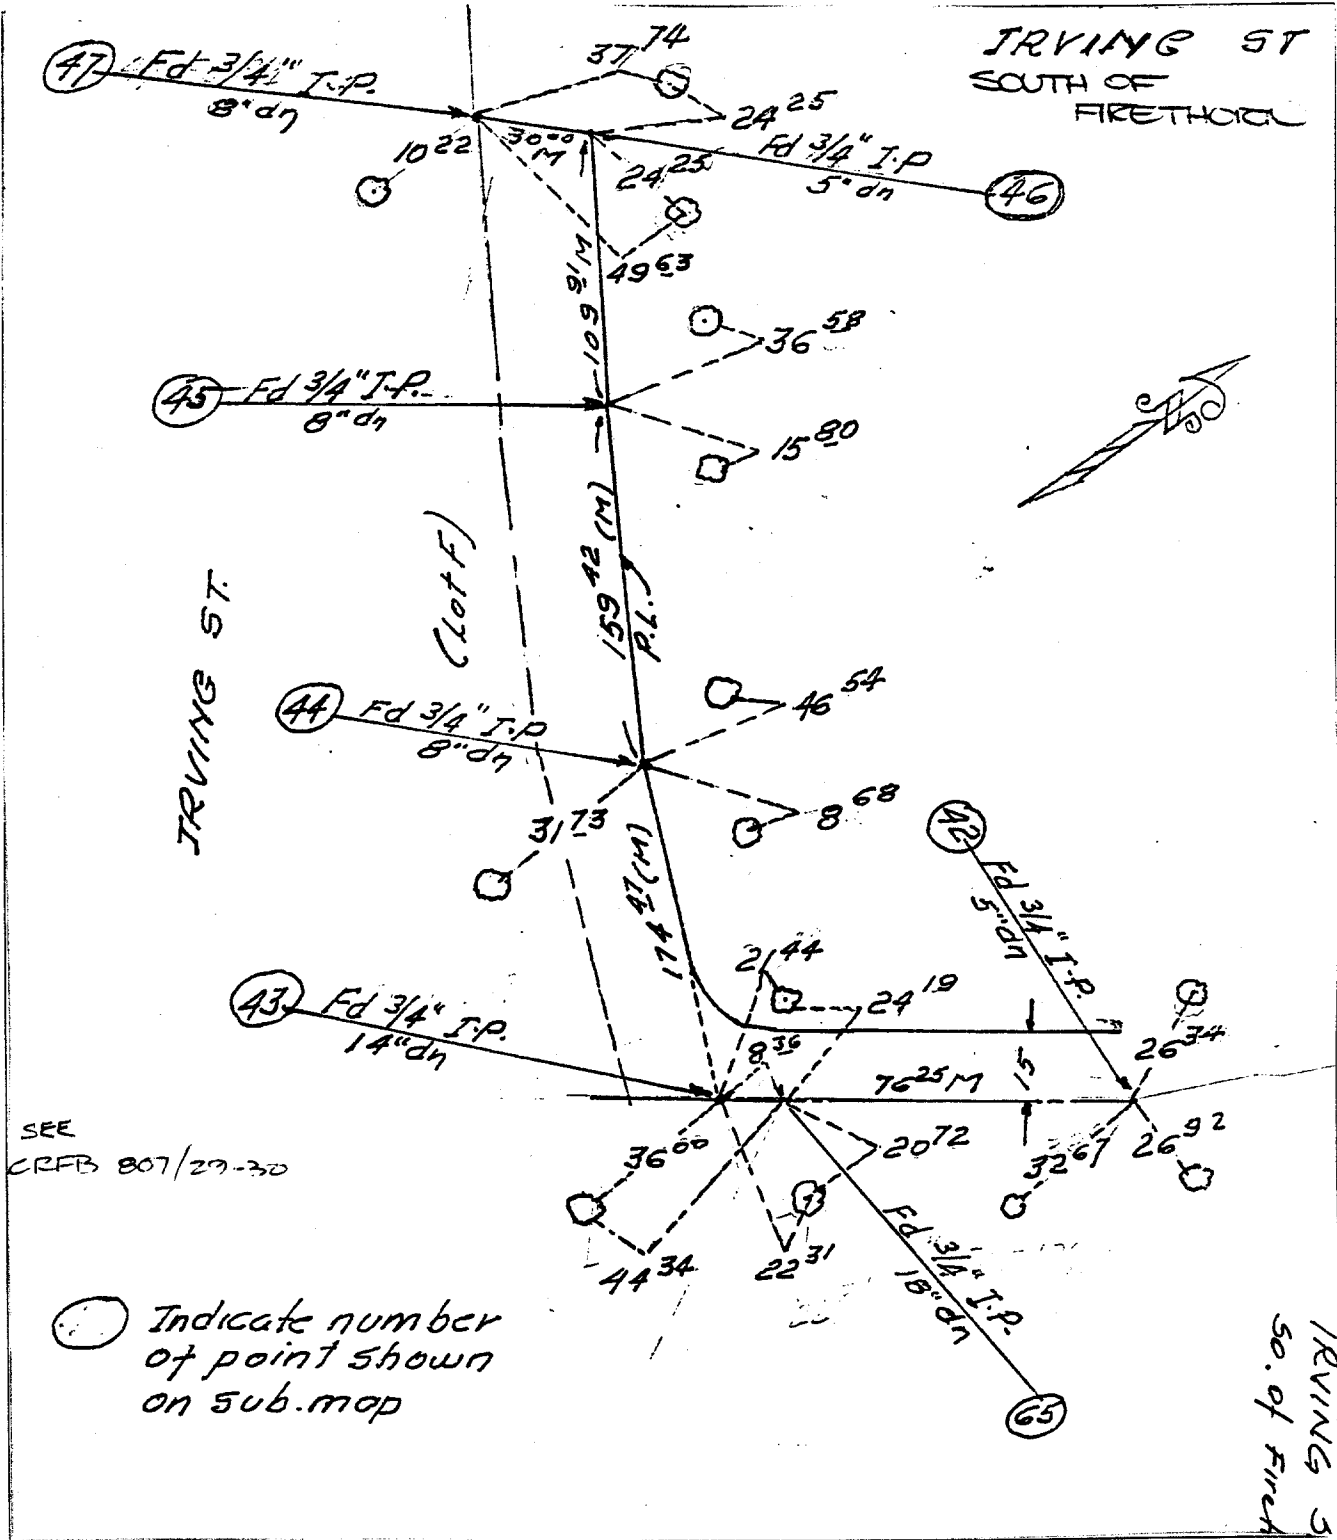 IRVING ST
SOUTH OF
FIRETHORN
47
Fd 3/4" I.P.
8" dn
37 74
24 25
10 22
30 00
M
24 25
Fd 3/4" I.P
5" dn
46
49 63
109 91 M
36 58
45
Fd 3/4" I.P.
8" dn
15 80
(Lot F)
159 42 (M)
P.L.
IRVING ST.
46 54
44
Fd 3/4" I.P
8" dn
8 68
31 73
174 47 (M)
42
Fd 3/4" I.P.
5" dn
2 44
24 19
43
Fd 3/4" I.P.
14" dn
8 36
76 25 M
15
26 34
SEE
CRFB 807/29-30
36 00
20 72
32 67
26 92
44 34
22 31
Fd 3/4" I.P.
18" dn
65
Indicate number
of point shown
on sub.map
IRVING S
So. of Fireth